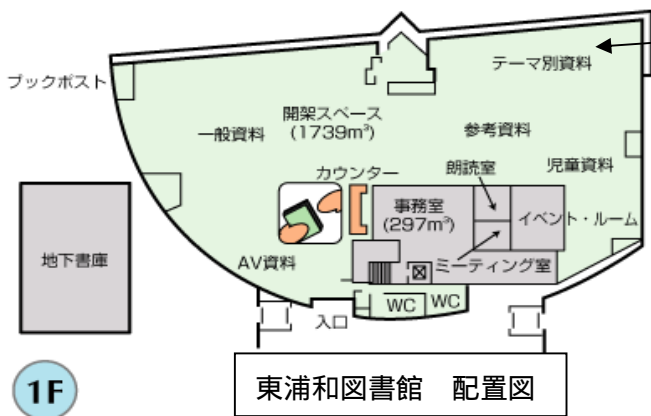 テーマ別資料
ブックポスト
開架スペース
(1739m³)
一般資料
参考資料
カウンター
朗読室
児童資料
事務室
(297m³)
イベント・ルーム
地下書庫
AV資料
ミーティング室
WC
WC
入口
1F
東浦和図書館　配置図